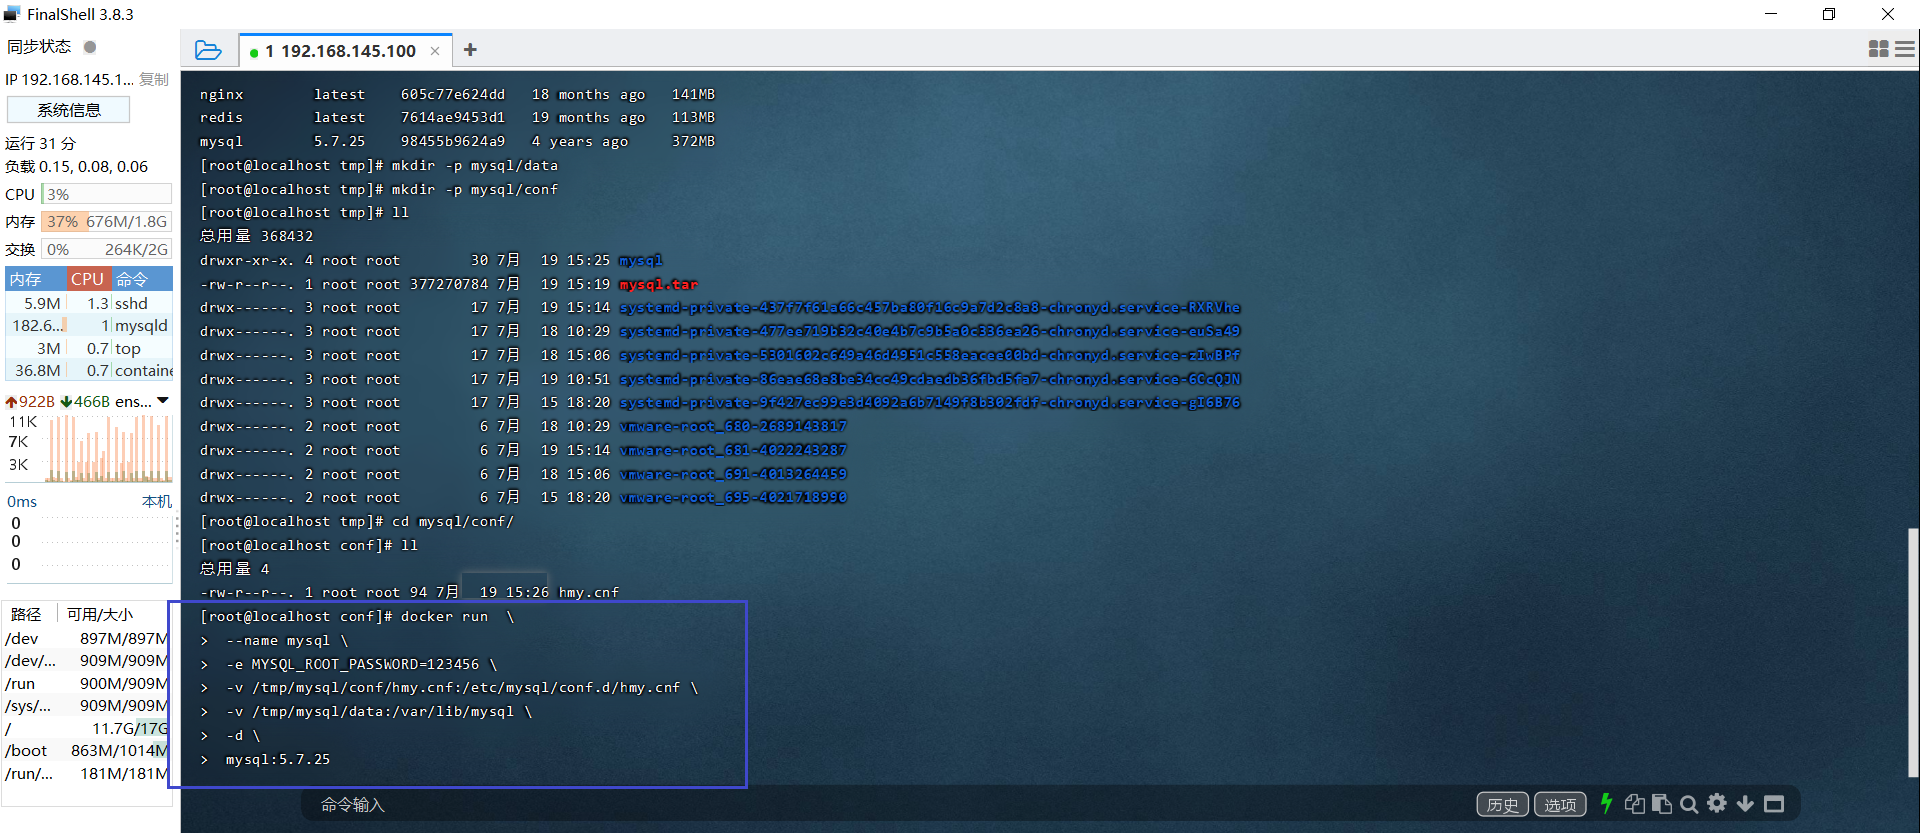 FinalShell 3.8.3
同步状态
IP 192.168.145.1... 复制
系统信息
运行 31 分
负载 0.15, 0.08, 0.06
CPU 3%
内存 37% 676M/1.8G
交换 0% 264K/2G
内存 CPU 命令
5.9M 1.3 sshd
182.6... 1 mysqld
3M 0.7 top
36.8M 0.7 containe
922B 466B ens...
11K
7K
3K
0ms 本机
0
0
0
路径 可用/大小
/dev 897M/897M
/dev/... 909M/909M
/run 900M/909M
/sys/... 909M/909M
/ 11.7G/17G
/boot 863M/1014M
/run/... 181M/181M
1 192.168.145.100
nginx latest 605c77e624dd 18 months ago 141MB
redis latest 7614ae9453d1 19 months ago 113MB
mysql 5.7.25 98455b9624a9 4 years ago 372MB
[root@localhost tmp]# mkdir -p mysql/data
[root@localhost tmp]# mkdir -p mysql/conf
[root@localhost tmp]# ll
总用量 368432
drwxr-xr-x. 4 root root 30 7月 19 15:25 mysql
-rw-r--r--. 1 root root 377270784 7月 19 15:19 mysql.tar
drwx------. 3 root root 17 7月 19 15:14 systemd-private-437f7f61a66c457ba80f16c9a7d2c8a8-chronyd.service-RXRVhe
drwx------. 3 root root 17 7月 18 10:29 systemd-private-477ee719b32c40e4b7c9b5a0c336ea26-chronyd.service-euSa49
drwx------. 3 root root 17 7月 18 15:06 systemd-private-5301602c649a46d4951c558eacee00bd-chronyd.service-zIwBPf
drwx------. 3 root root 17 7月 19 10:51 systemd-private-86eae68e8be34cc49cdaedb36fbd5fa7-chronyd.service-6CcQJN
drwx------. 3 root root 17 7月 15 18:20 systemd-private-9f427ec99e3d4092a6b7149f8b302fdf-chronyd.service-gI6B76
drwx------. 2 root root 6 7月 18 10:29 vmware-root_680-2689143817
drwx------. 2 root root 6 7月 19 15:14 vmware-root_681-4022243287
drwx------. 2 root root 6 7月 18 15:06 vmware-root_691-4013264459
drwx------. 2 root root 6 7月 15 18:20 vmware-root_695-4021718990
[root@localhost tmp]# cd mysql/conf/
[root@localhost conf]# ll
总用量 4
-rw-r--r--. 1 root root 94 7月 19 15:26 hmy.cnf
[root@localhost conf]# docker run \
> --name mysql \
> -e MYSQL_ROOT_PASSWORD=123456 \
> -v /tmp/mysql/conf/hmy.cnf:/etc/mysql/conf.d/hmy.cnf \
> -v /tmp/mysql/data:/var/lib/mysql \
> -d \
> mysql:5.7.25
命令输入
历史 选项